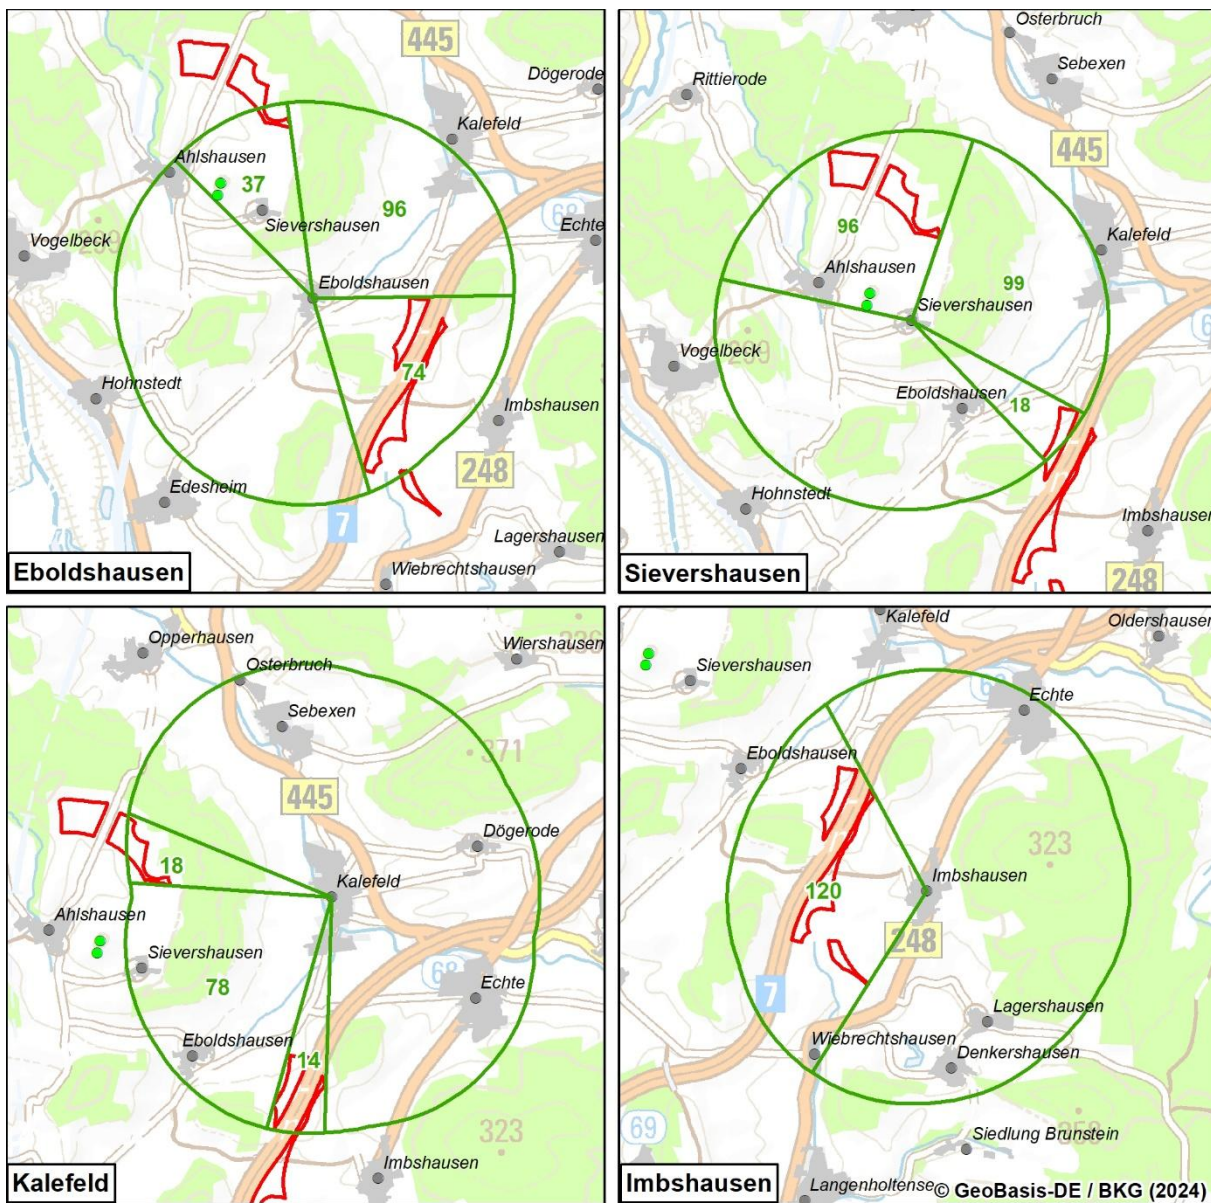 445
Dögerode
Kalefeld
Ahlshausen
37
96
68
Sievershausen
Echte
Vogelbeck
Eboldshausen
74
Hohnstedt
Imbshausen
248
Edesheim
7
Lagershausen
Wiebrechtshausen
Eboldshausen
Osterbruch
Rittierode
Sebexen
445
96
Kalefeld
Ahlshausen
99
Sievershausen
Vogelbeck
Eboldshausen
18
Hohnstedt
Imbshausen
248
Sievershausen
Opperhausen
Wiershausen
Osterbruch
Sebexen
371
445
Dögerode
18
Kalefeld
Ahlshausen
Sievershausen
68
78
Echte
Eboldshausen
14
323
Imbshausen
Kalefeld
Kalefeld
Oldershausen
Sievershausen
68
Echte
Eboldshausen
323
Imbshausen
120
248
7
Lagershausen
Wiebrechtshausen
Denkershausen
69
Siedlung Brunstein
Langenholtensen
Imbshausen
© GeoBasis-DE / BKG (2024)